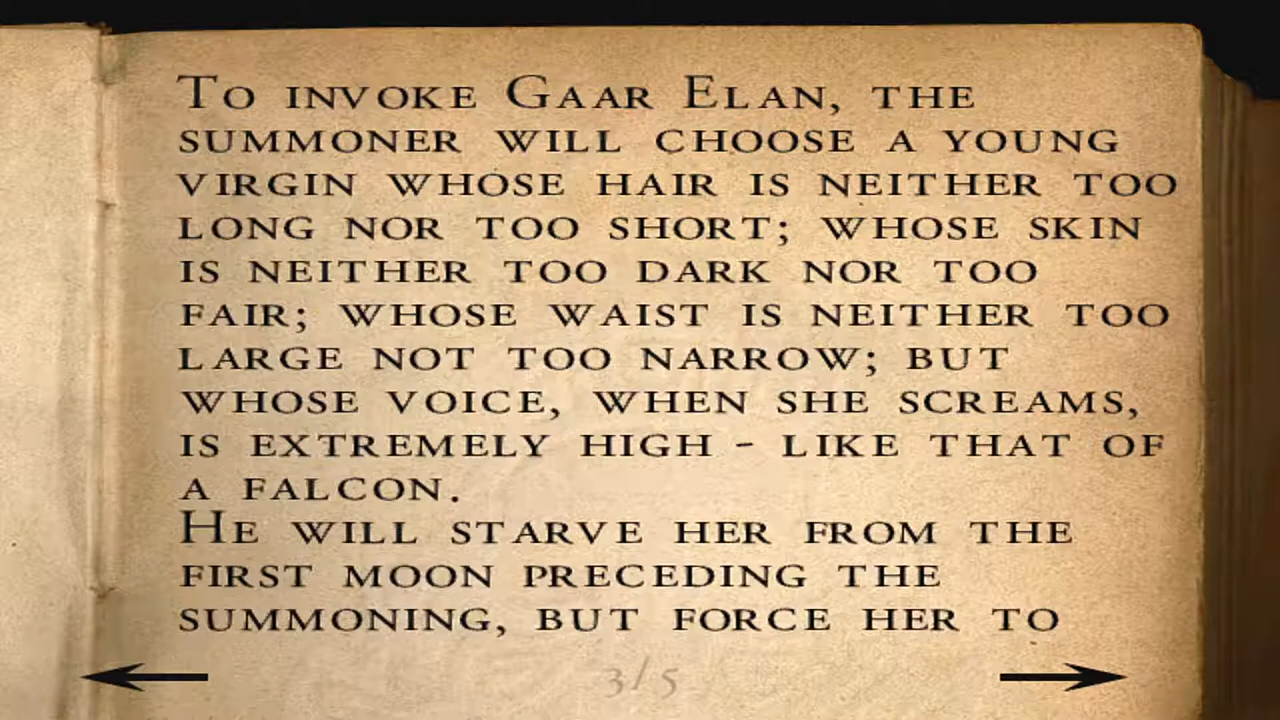 To invoke Gaar Elan, the
summoner will choose a young
virgin whose hair is neither too
long nor too short; whose skin
is neither too dark nor too
fair; whose waist is neither too
large not too narrow; but
whose voice, when she screams,
is extremely high - like that of
a falcon.
He will starve her from the
first moon preceding the
summoning, but force her to
3/5